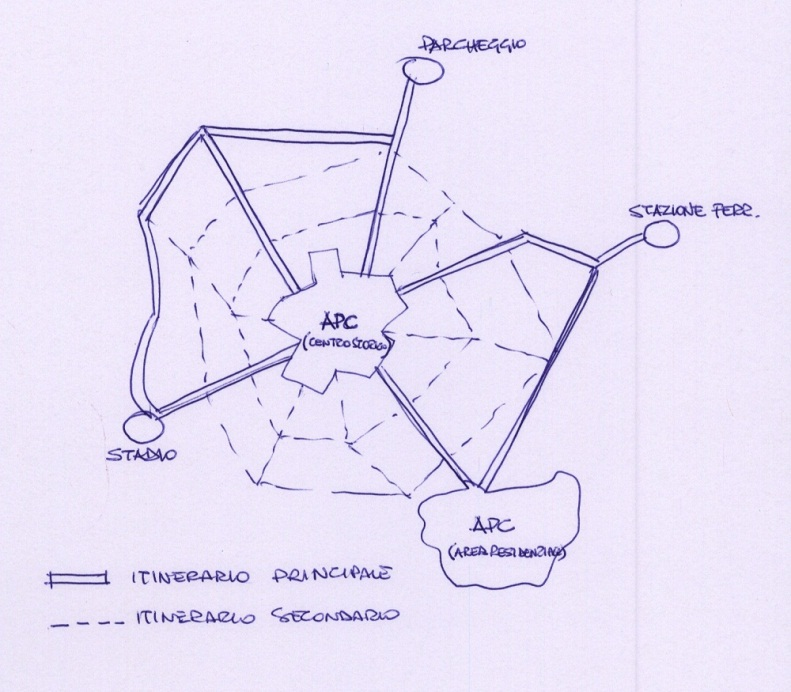 PARCHEGGIO
STAZIONE FERR.
APC
(CENTRO STORICO)
STADIO
APC
(AREA RESIDENZIALE)
ITINERARIO PRINCIPALE
ITINERARIO SECONDARIO